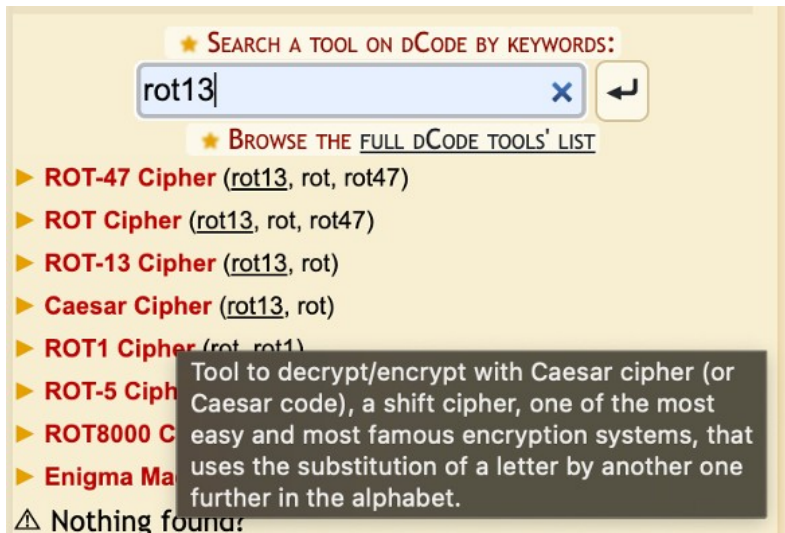 ★ SEARCH A TOOL ON DCODE BY KEYWORDS:
rot13
★ BROWSE THE FULL DCODE TOOLS' LIST
▶ ROT-47 Cipher (rot13, rot, rot47)
▶ ROT Cipher (rot13, rot, rot47)
▶ ROT-13 Cipher (rot13, rot)
▶ Caesar Cipher (rot13, rot)
▶ ROT1 Cipher (rot, rot1)
▶ ROT-5 Ciph
▶ ROT8000 C
▶ Enigma Ma
Tool to decrypt/encrypt with Caesar cipher (or
Caesar code), a shift cipher, one of the most
easy and most famous encryption systems, that
uses the substitution of a letter by another one
further in the alphabet.
⚠ Nothing found?